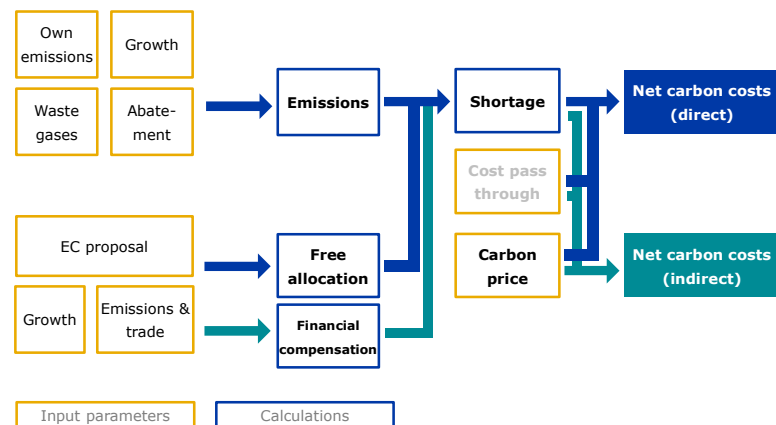 Own
emissions
Growth
Waste
gases
Abate-
ment
Emissions
Shortage
Net carbon costs
(direct)
Cost pass
through
EC proposal
Free
allocation
Carbon
price
Net carbon costs
(indirect)
Growth
Emissions &
trade
Financial
compensation
Input parameters
Calculations